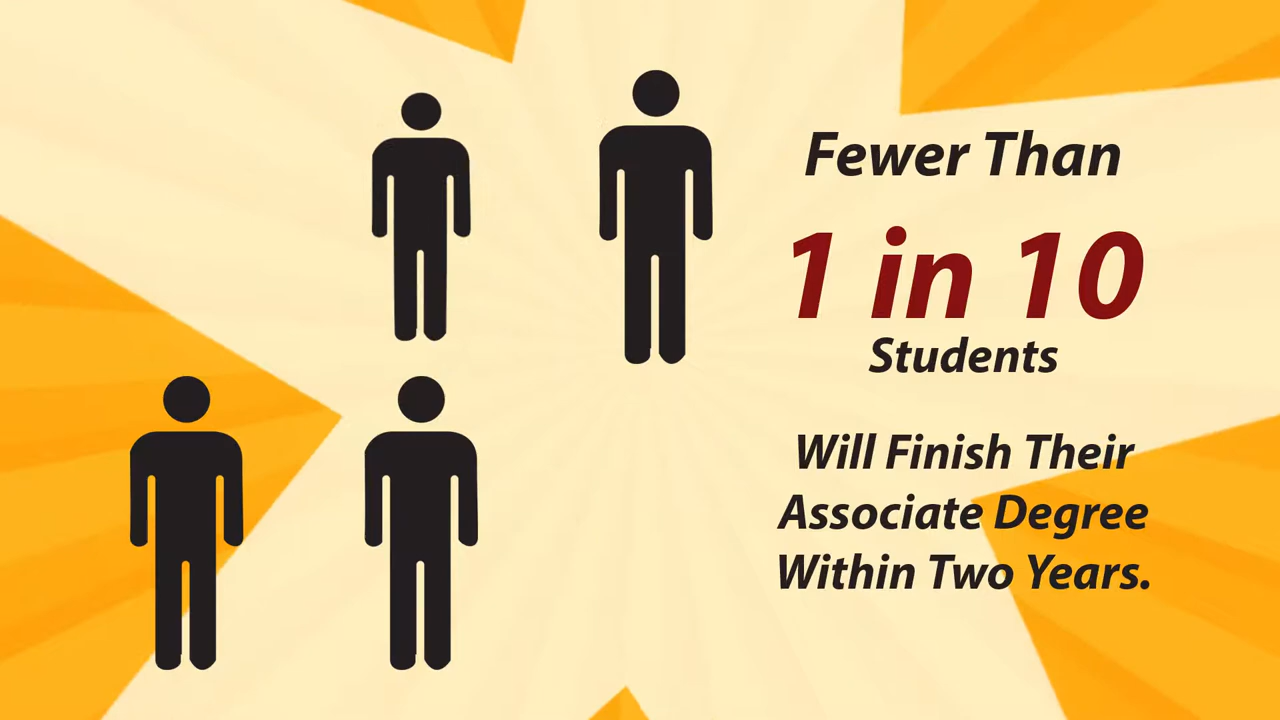 Fewer Than
1 in 10
Students
Will Finish Their
Associate Degree
Within Two Years.